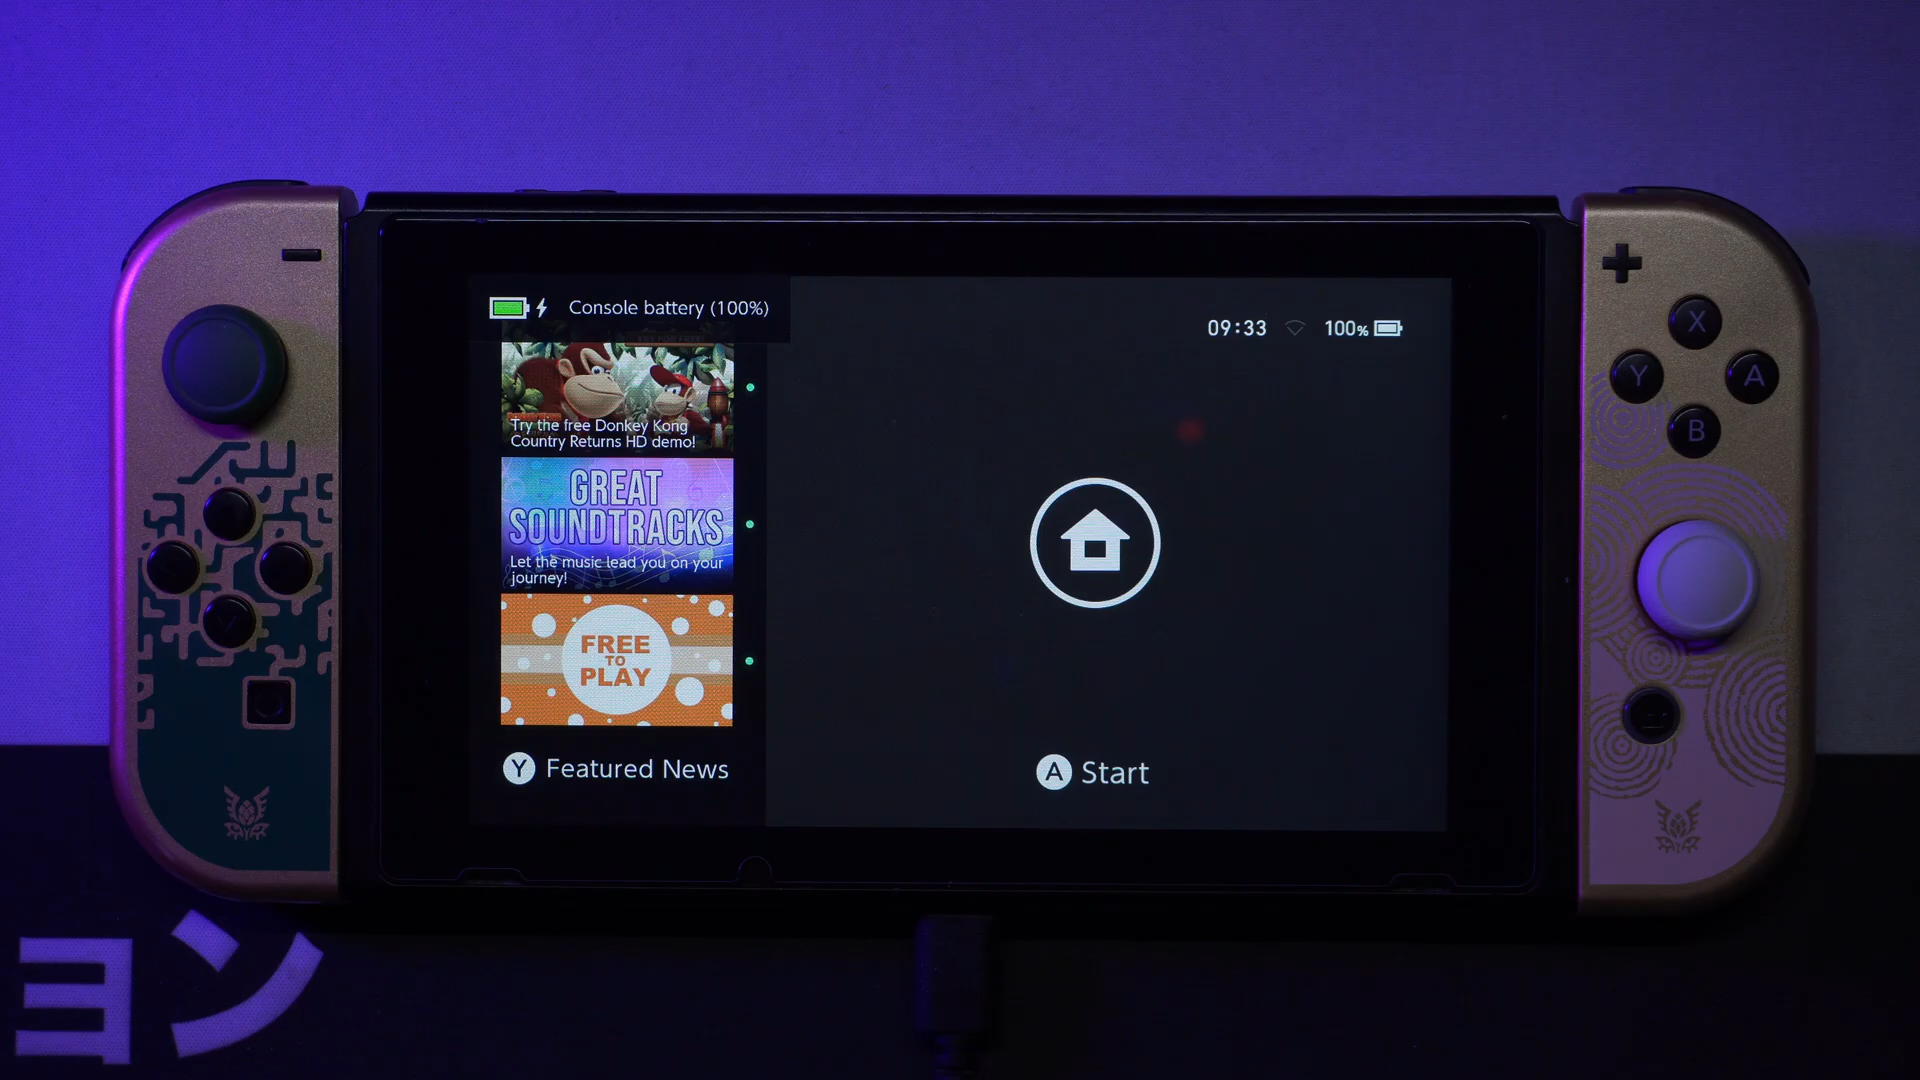 Console battery (100%)
09:33
100%
Try the free Donkey Kong
Country Returns HD demo!
GREAT
SOUNDTRACKS
Let the music lead you on your
journey!
FREE
TO
PLAY
Y Featured News
A Start
X
Y
A
B
ョン